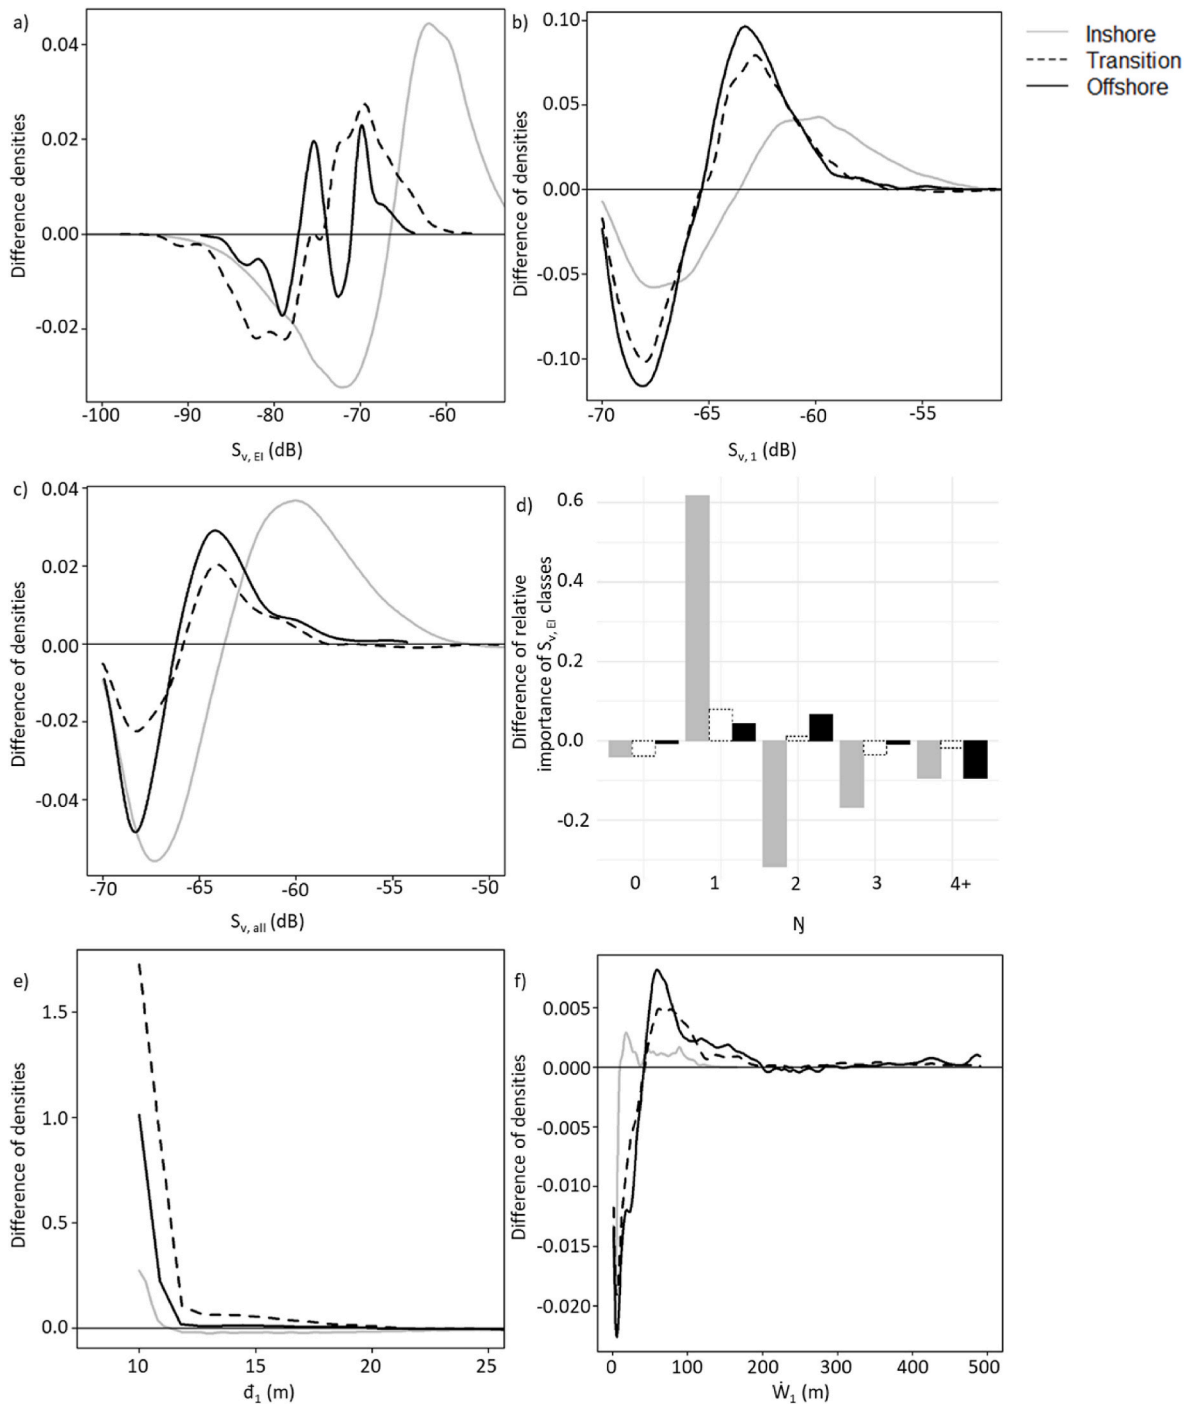 a)
0.04
0.02
0.00
-0.02
Difference densities
-100
-90
-80
-70
-60
Sv, EI (dB)
b)
0.10
0.05
0.00
-0.05
-0.10
Difference of densities
-70
-65
-60
-55
Sv, 1 (dB)
Inshore
Transition
Offshore
c)
0.04
0.02
0.00
-0.02
-0.04
Difference of densities
-70
-65
-60
-55
-50
Sv, all (dB)
d)
0.6
0.4
0.2
0.0
-0.2
Difference of relative
importance of Sv, EI classes
0
1
2
3
4+
e)
1.5
1.0
0.5
0.0
Difference of densities
10
15
20
25
đ1 (m)
f)
0.005
0.000
-0.005
-0.010
-0.015
-0.020
Difference of densities
0
100
200
300
400
500
Ẇ1 (m)